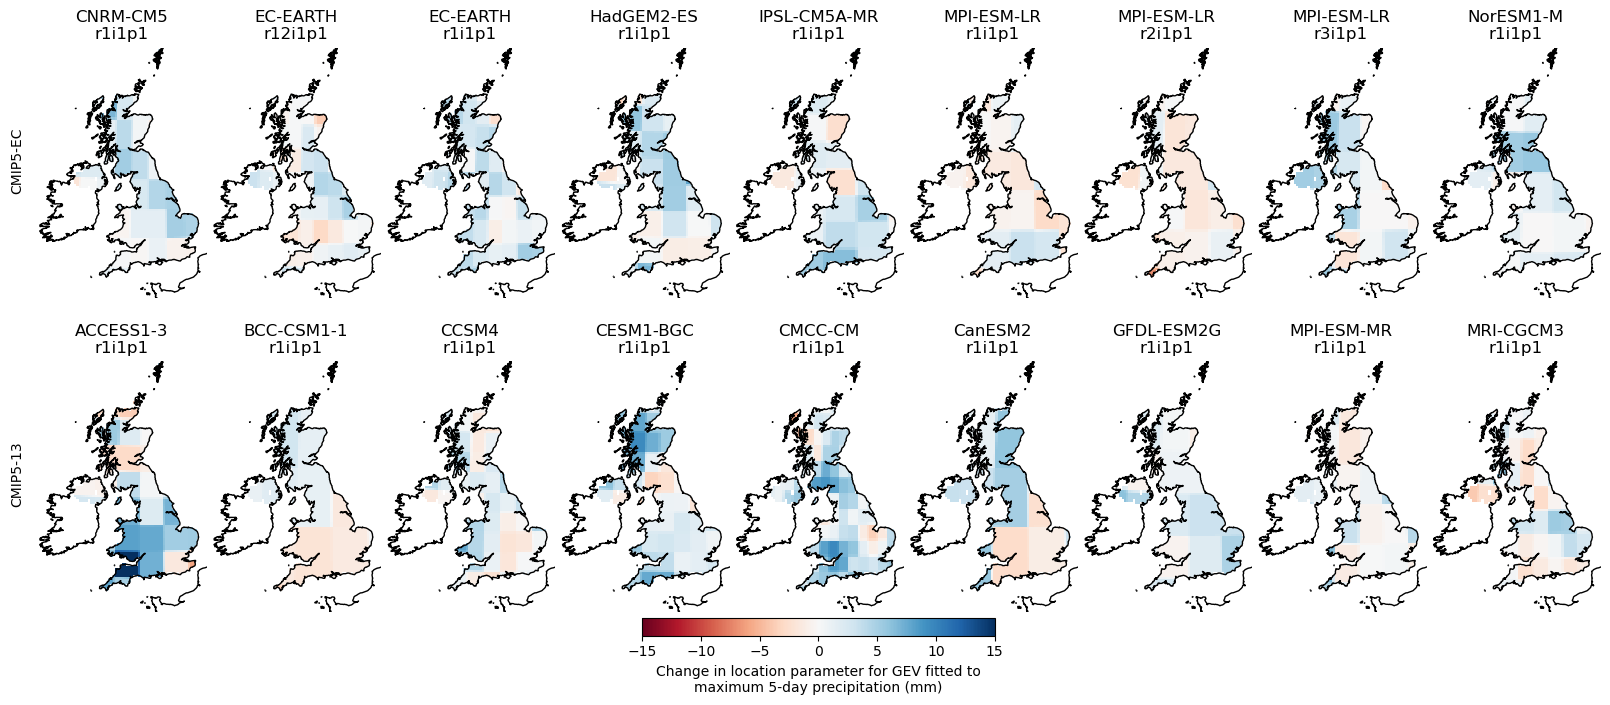 CNRM-CM5
r1i1p1
EC-EARTH
r12i1p1
EC-EARTH
r1i1p1
HadGEM2-ES
r1i1p1
IPSL-CM5A-MR
r1i1p1
MPI-ESM-LR
r1i1p1
MPI-ESM-LR
r2i1p1
MPI-ESM-LR
r3i1p1
NorESM1-M
r1i1p1
CMIP5-EC
ACCESS1-3
r1i1p1
BCC-CSM1-1
r1i1p1
CCSM4
r1i1p1
CESM1-BGC
r1i1p1
CMCC-CM
r1i1p1
CanESM2
r1i1p1
GFDL-ESM2G
r1i1p1
MPI-ESM-MR
r1i1p1
MRI-CGCM3
r1i1p1
CMIP5-13
−15 −10 −5 0 5 10 15
Change in location parameter for GEV fitted to
maximum 5-day precipitation (mm)